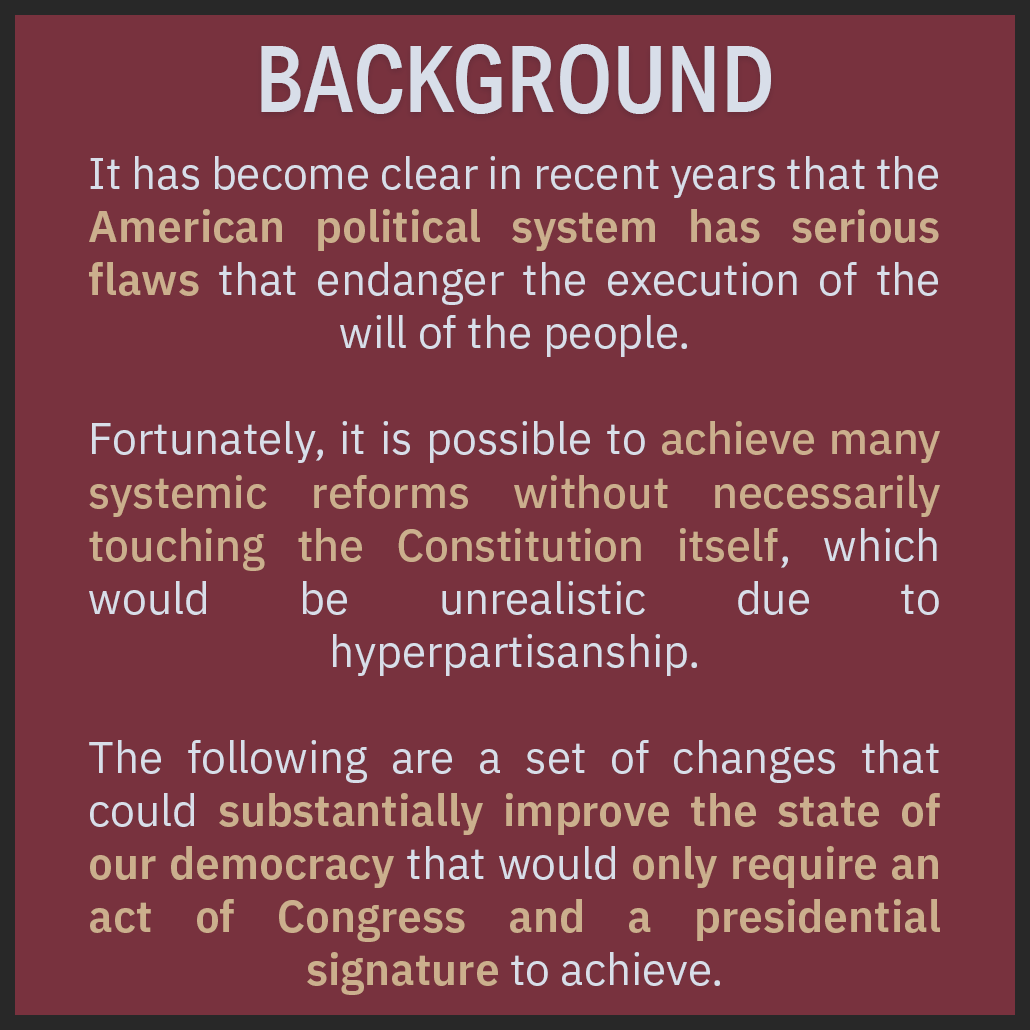 BACKGROUND
It has become clear in recent years that the
American political system has serious
flaws that endanger the execution of the
will of the people.
Fortunately, it is possible to achieve many
systemic reforms without necessarily
touching the Constitution itself, which
would be unrealistic due to
hyperpartisanship.
The following are a set of changes that
could substantially improve the state of
our democracy that would only require an
act of Congress and a presidential
signature to achieve.